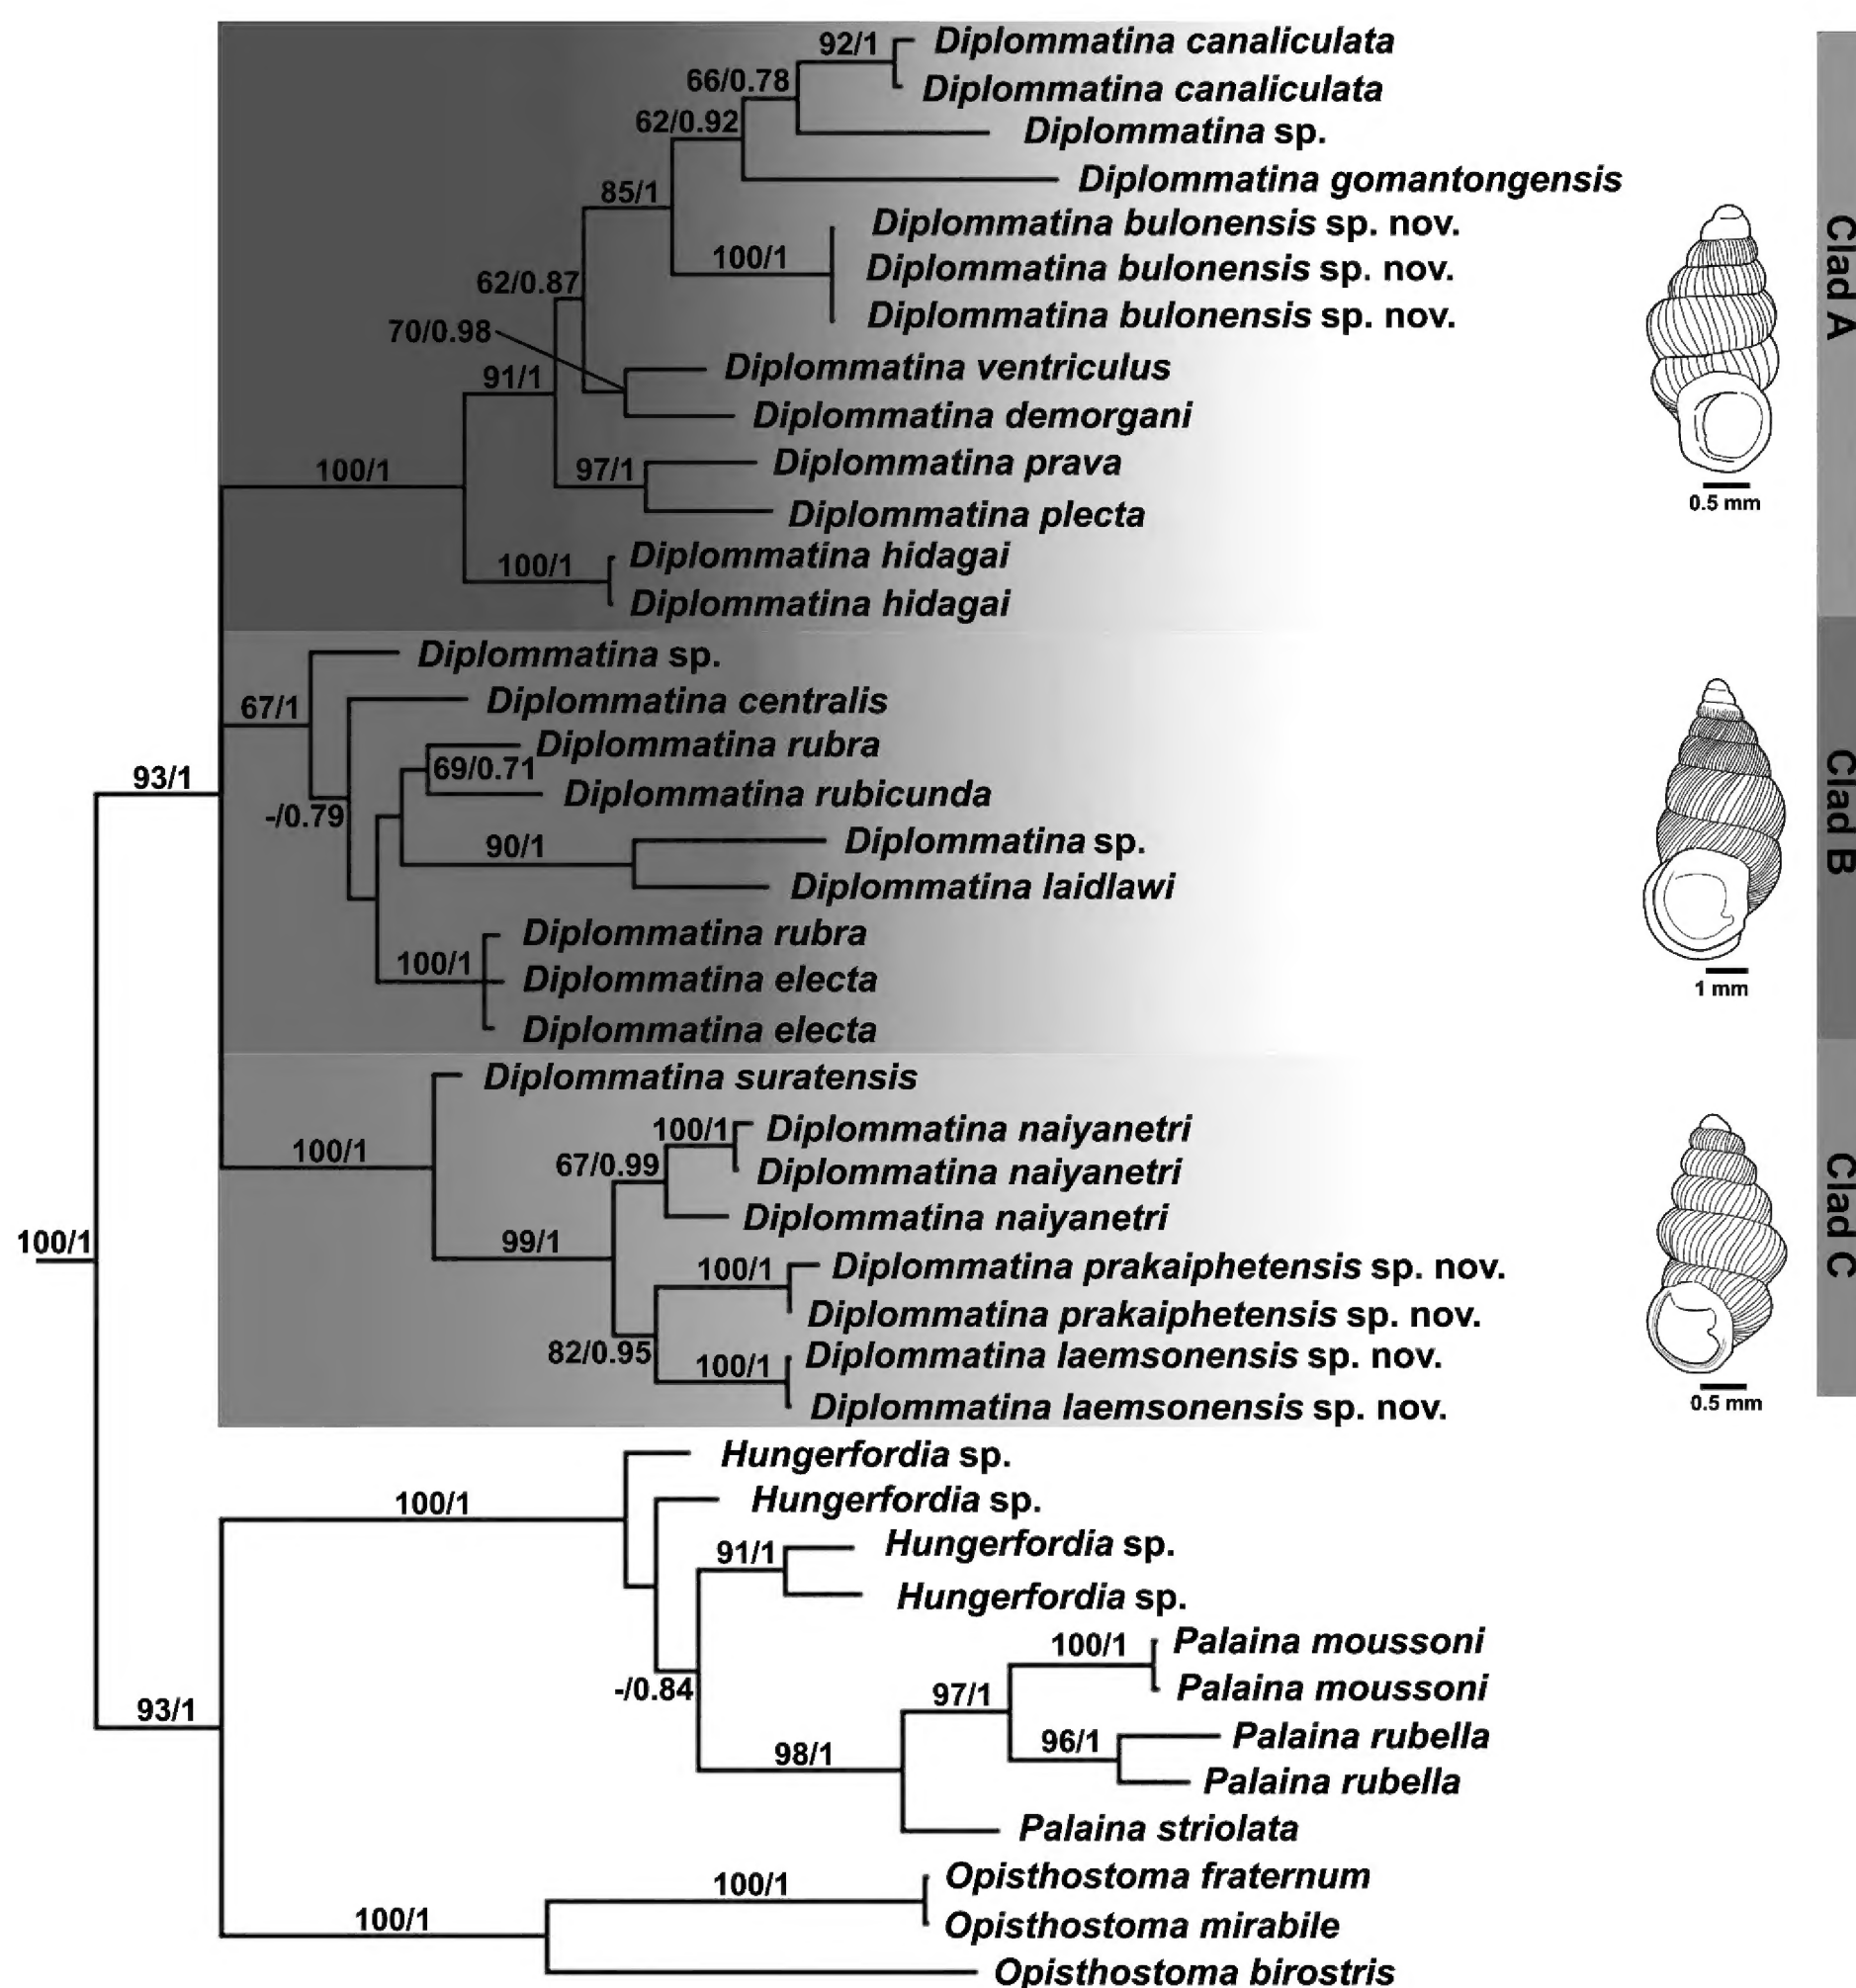 92/1
Diplommatina canaliculata
66/0.78
Diplommatina canaliculata
62/0.92
Diplommatina sp.
Diplommatina gomantongensis
85/1
Diplommatina bulonensis sp. nov.
100/1
Diplommatina bulonensis sp. nov.
62/0.87
Diplommatina bulonensis sp. nov.
70/0.98
Diplommatina ventriculus
91/1
Diplommatina demorgani
100/1
97/1
Diplommatina prava
Diplommatina plecta
100/1
Diplommatina hidagai
Diplommatina hidagai
Clad A
0.5 mm
Diplommatina sp.
67/1
Diplommatina centralis
Diplommatina rubra
93/1
69/0.71
Diplommatina rubicunda
-/0.79
90/1
Diplommatina sp.
Diplommatina laidlawi
Diplommatina rubra
100/1
Diplommatina electa
Diplommatina electa
Clad B
1 mm
Diplommatina suratensis
100/1
100/1
Diplommatina naiyanetri
67/0.99
Diplommatina naiyanetri
Diplommatina naiyanetri
100/1
99/1
100/1
Diplommatina prakaiphetensis sp. nov.
Diplommatina prakaiphetensis sp. nov.
82/0.95
100/1
Diplommatina laemsonensis sp. nov.
Diplommatina laemsonensis sp. nov.
Clad C
0.5 mm
Hungerfordia sp.
100/1
Hungerfordia sp.
91/1
Hungerfordia sp.
Hungerfordia sp.
100/1
Palaina moussoni
-/0.84
Palaina moussoni
93/1
97/1
96/1
Palaina rubella
98/1
Palaina rubella
Palaina striolata
100/1
Opisthostoma fraternum
100/1
Opisthostoma mirabile
Opisthostoma birostris